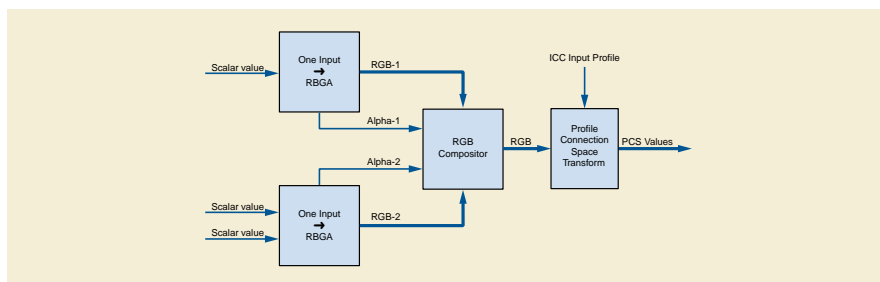 ICC Input Profile
Scalar value
One Input
➔
RBGA
RGB-1
Alpha-1
RGB
Compositor
RGB
Profile
Connection
Space
Transform
PCS Values
Alpha-2
Scalar value
Scalar value
One Input
➔
RBGA
RGB-2